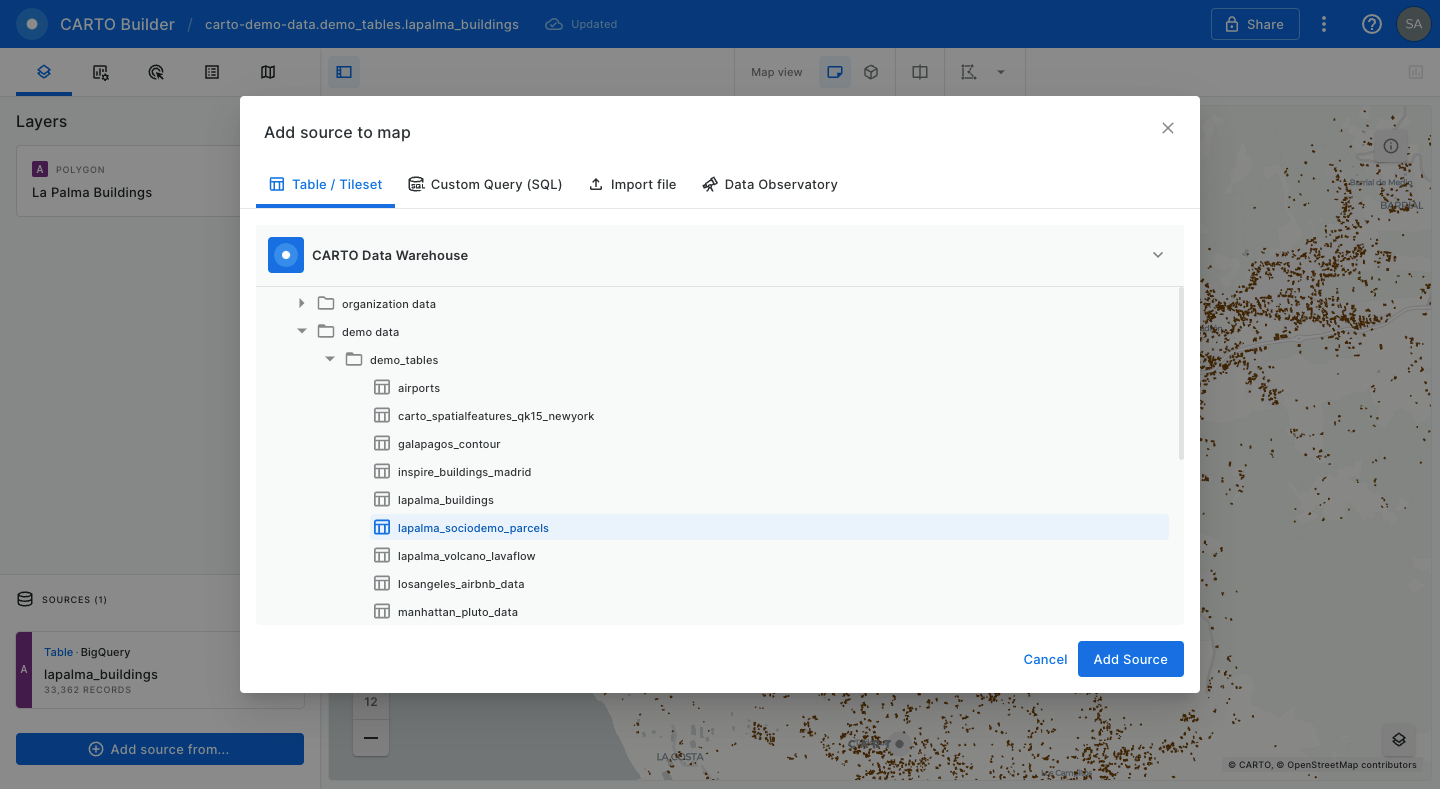 CARTO Builder / carto-demo-data.demo_tables.lapalma_buildings Updated Share SA
Map view
Layers
A POLYGON
La Palma Buildings
SOURCES (1)
A
Table · BigQuery
lapalma_buildings
33,362 RECORDS
Add source from...
Add source to map
Table / Tileset Custom Query (SQL) Import file Data Observatory
CARTO Data Warehouse
organization data
demo data
demo_tables
airports
carto_spatialfeatures_qk15_newyork
galapagos_contour
inspire_buildings_madrid
lapalma_buildings
lapalma_sociodemo_parcels
lapalma_volcano_lavaflow
losangeles_airbnb_data
manhattan_pluto_data
Cancel Add Source
Barrial de Medio
BARRIAL
12
LA COSTA
© CARTO, © OpenStreetMap contributors